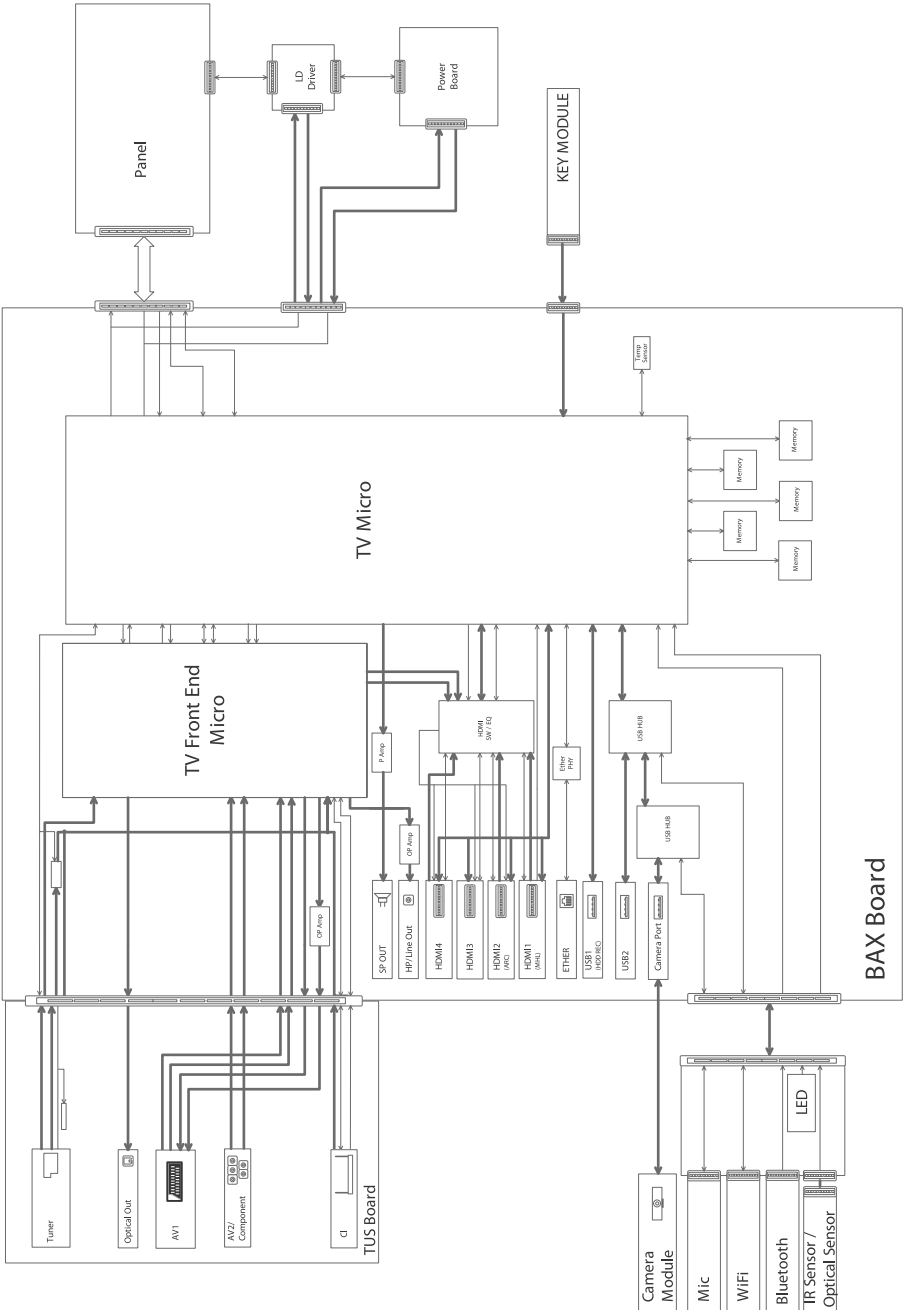 Panel
LD
Driver
Power
Board
KEY MODULE
Temp
Sensor
TV Micro
Memory
Memory
Memory
Memory
Memory
TV Front End
Micro
P Amp
OP Amp
OP Amp
HDMI
SW / EQ
Ether
PHY
USB HUB
USB HUB
SP OUT
HP/Line Out
HDMI4
HDMI3
HDMI2
(ARC)
HDMI1
(MHL)
ETHER
USB1
(HDD REC)
USB2
Camera Port
BAX Board
Tuner
Optical Out
AV1
AV2/
Component
CI
TUS Board
LED
Camera
Module
Mic
WiFi
Bluetooth
IR Sensor /
Optical Sensor